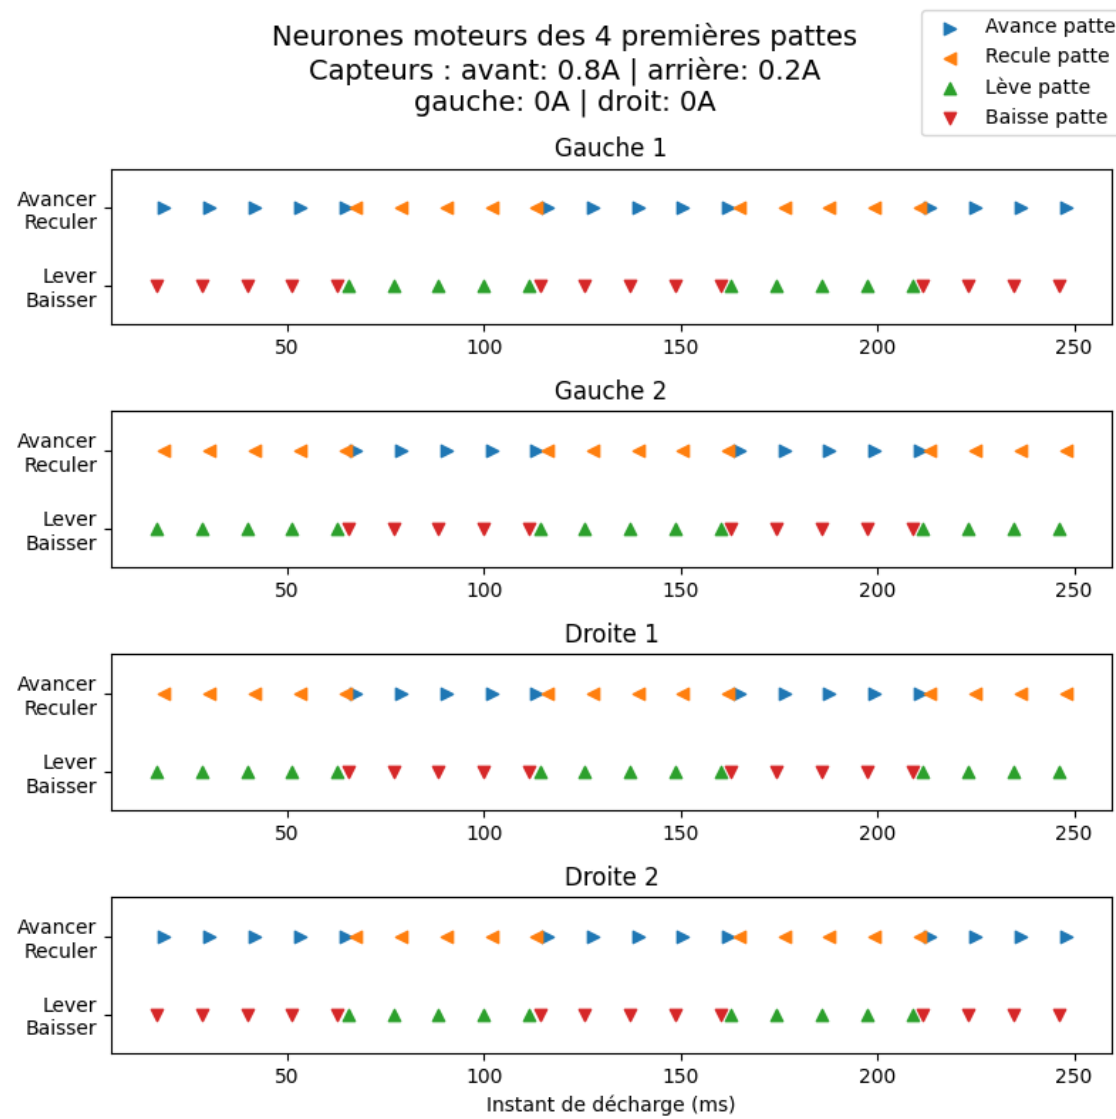 Neurones moteurs des 4 premières pattes
Capteurs : avant: 0.8A | arrière: 0.2A
gauche: 0A | droit: 0A
Avance patte
Recule patte
Lève patte
Baisse patte
Gauche 1
Avancer
Reculer
Lever
Baisser
50 100 150 200 250
Gauche 2
Avancer
Reculer
Lever
Baisser
50 100 150 200 250
Droite 1
Avancer
Reculer
Lever
Baisser
50 100 150 200 250
Droite 2
Avancer
Reculer
Lever
Baisser
50 100 150 200 250
Instant de décharge (ms)